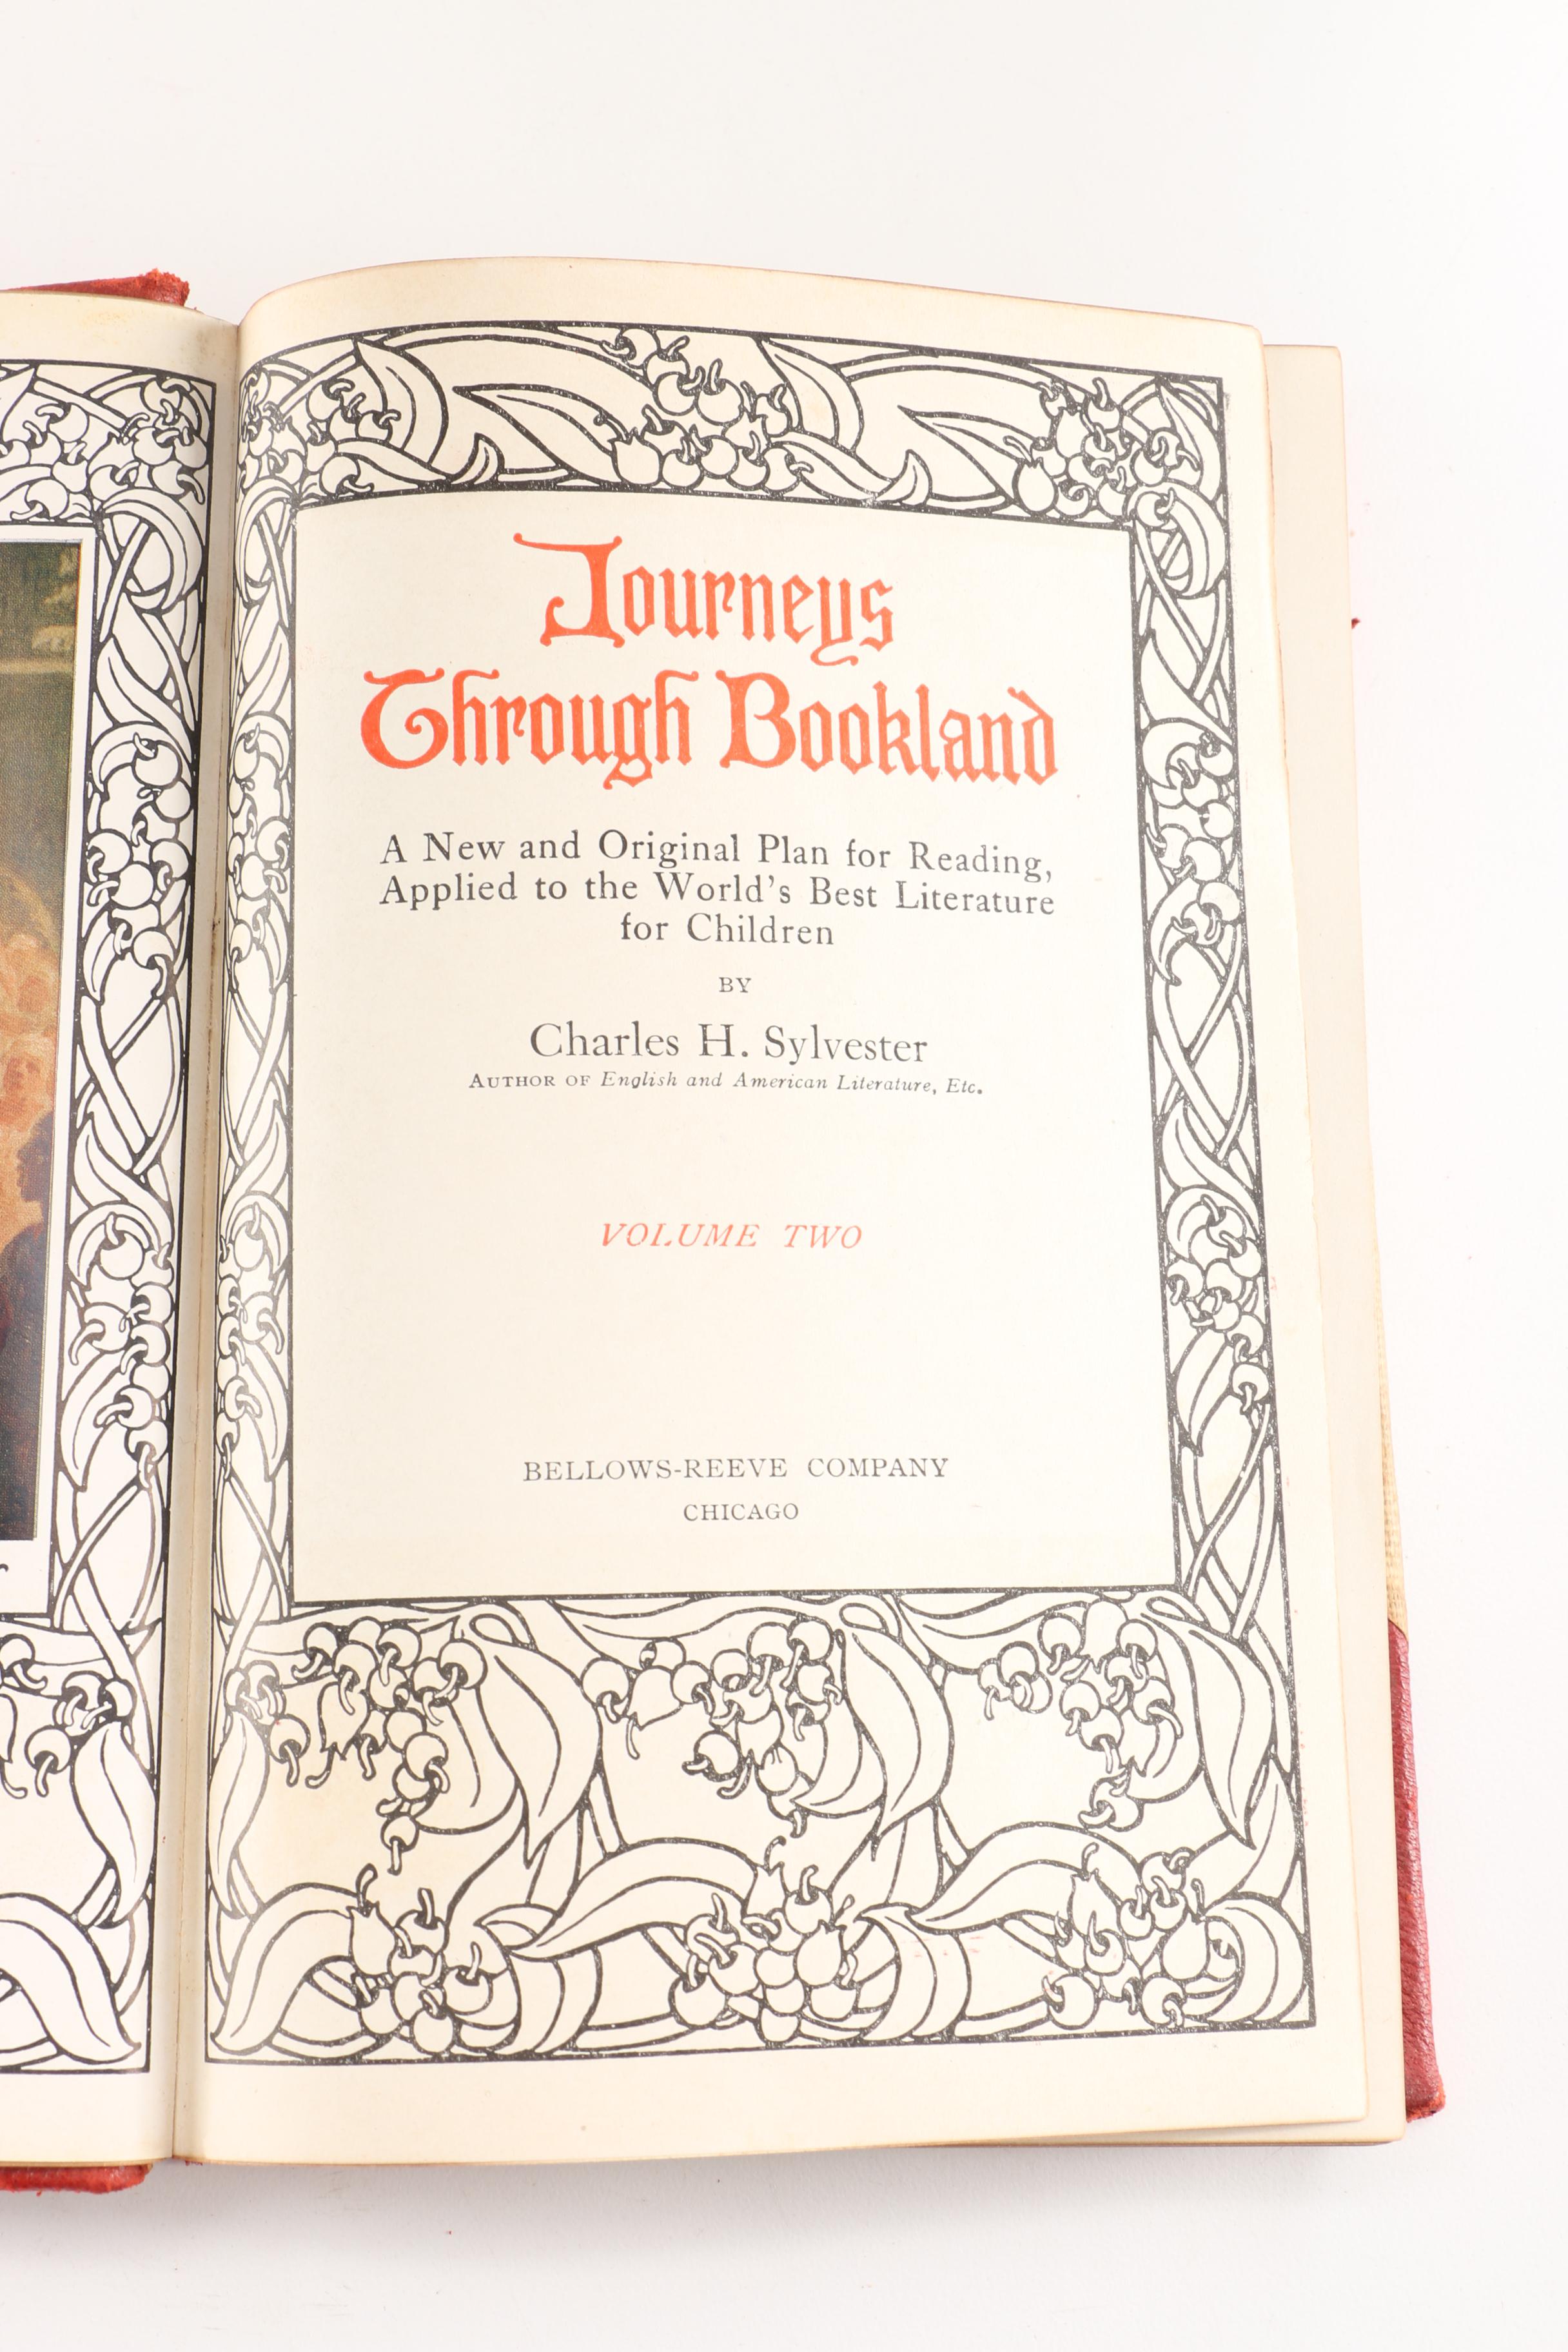 Journeys
Through Bookland
A New and Original Plan for Reading,
Applied to the World's Best Literature
for Children
BY
Charles H. Sylvester
AUTHOR OF English and American Literature, Etc.
VOLUME TWO
BELLOWS-REEVE COMPANY
CHICAGO